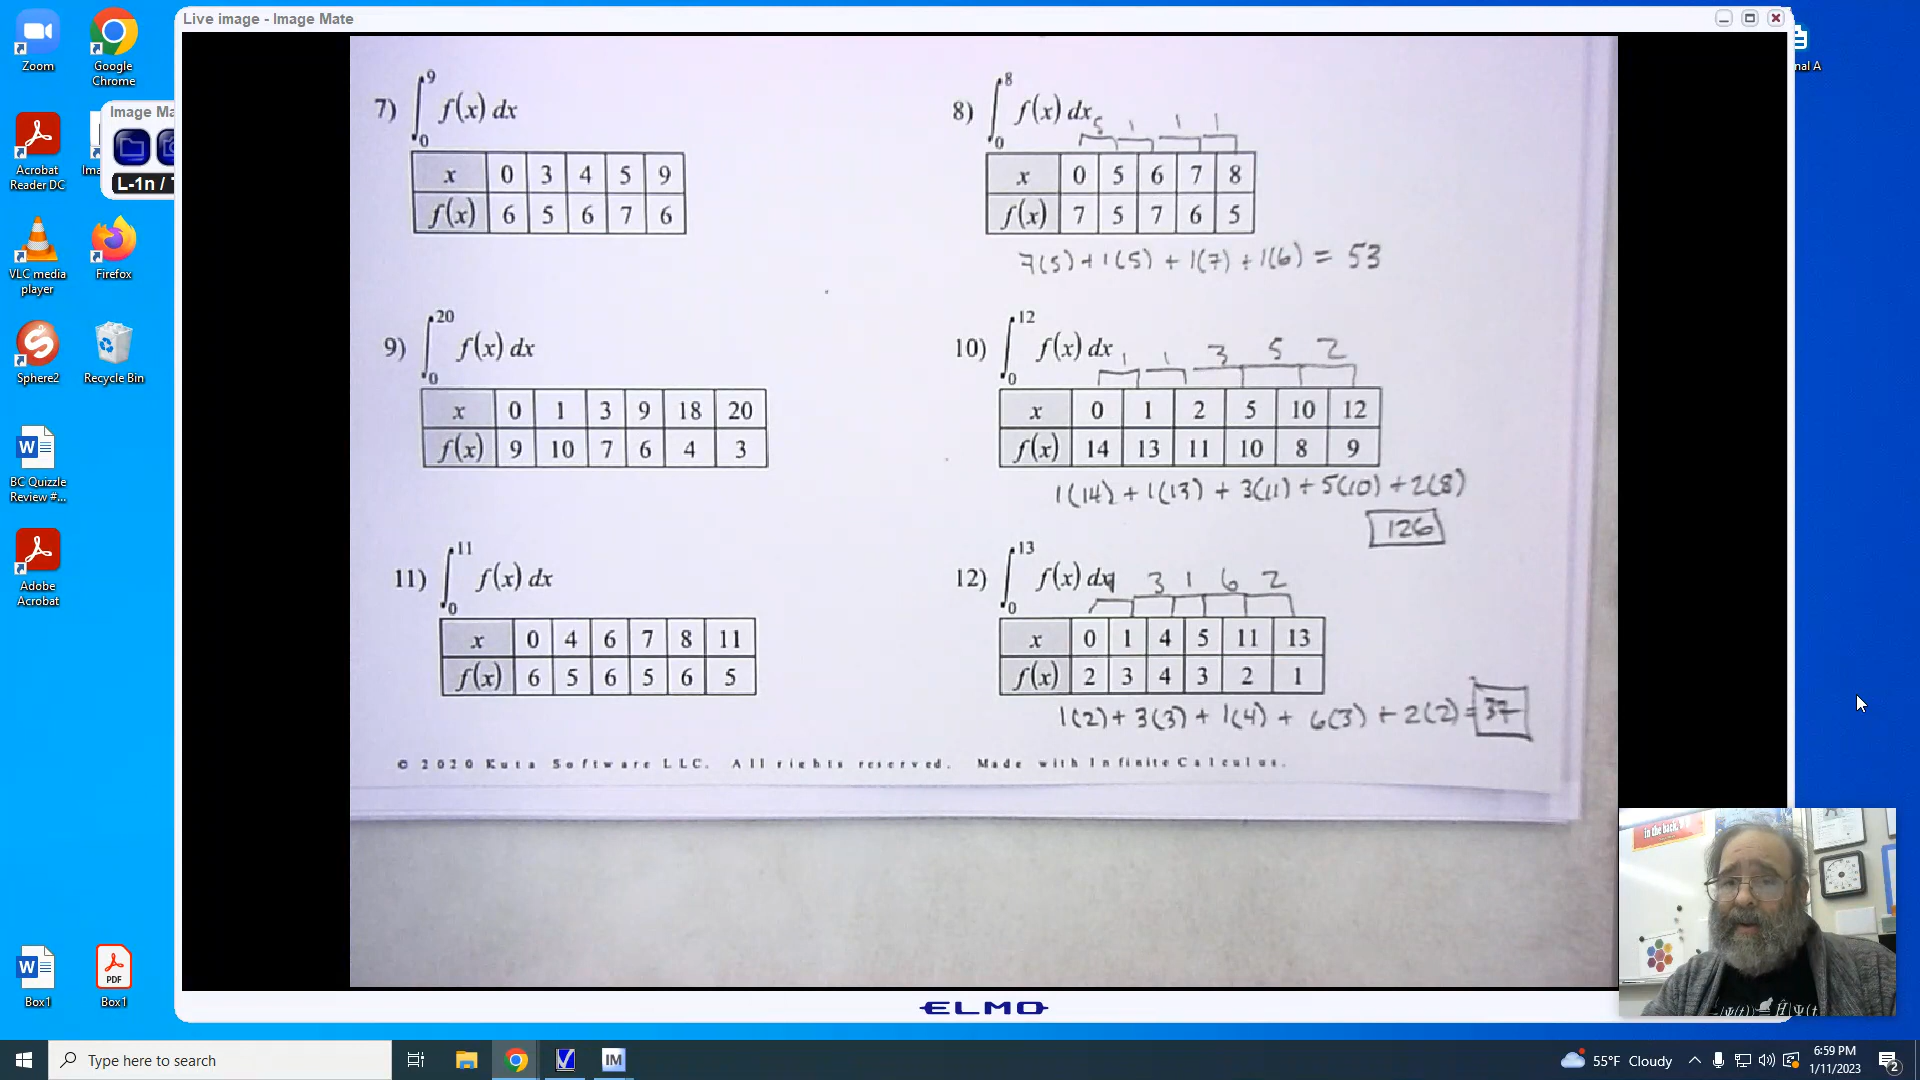 Live image - Image Mate
Zoom
Google Chrome
Acrobat Reader DC
VLC media player
Firefox
Sphere2
Recycle Bin
BC Quizzle Review #...
Adobe Acrobat
Box1
Box1
PDF
Image Ma
L-1n /
nal A
7) ∫₀⁹ f(x) dx
x 0 3 4 5 9
f(x) 6 5 6 7 6
8) ∫₀⁸ f(x) dx
5 1 1 1
x 0 5 6 7 8
f(x) 7 5 7 6 5
7(5) + 1(5) + 1(7) + 1(6) = 53
9) ∫₀²⁰ f(x) dx
x 0 1 3 9 18 20
f(x) 9 10 7 6 4 3
10) ∫₀¹² f(x) dx
1 1 3 5 2
x 0 1 2 5 10 12
f(x) 14 13 11 10 8 9
1(14) + 1(13) + 3(11) + 5(10) + 2(8)
126
11) ∫₀¹¹ f(x) dx
x 0 4 6 7 8 11
f(x) 6 5 6 5 6 5
12) ∫₀¹³ f(x) dx
1 3 1 6 2
x 0 1 4 5 11 13
f(x) 2 3 4 3 2 1
1(2) + 3(3) + 1(4) + 6(3) + 2(2) = 37
© 2020 Kuta Software LLC. All rights reserved. Made with Infinite Calculus.
in the back
ELMO
Type here to search
IM
55°F Cloudy
6:59 PM
1/11/2023
2